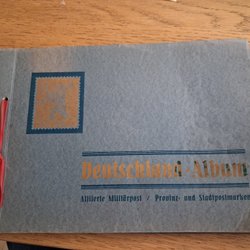 Deutschland-Album
Alliierte Militärpost / Provinz- und Stadtpostmarken